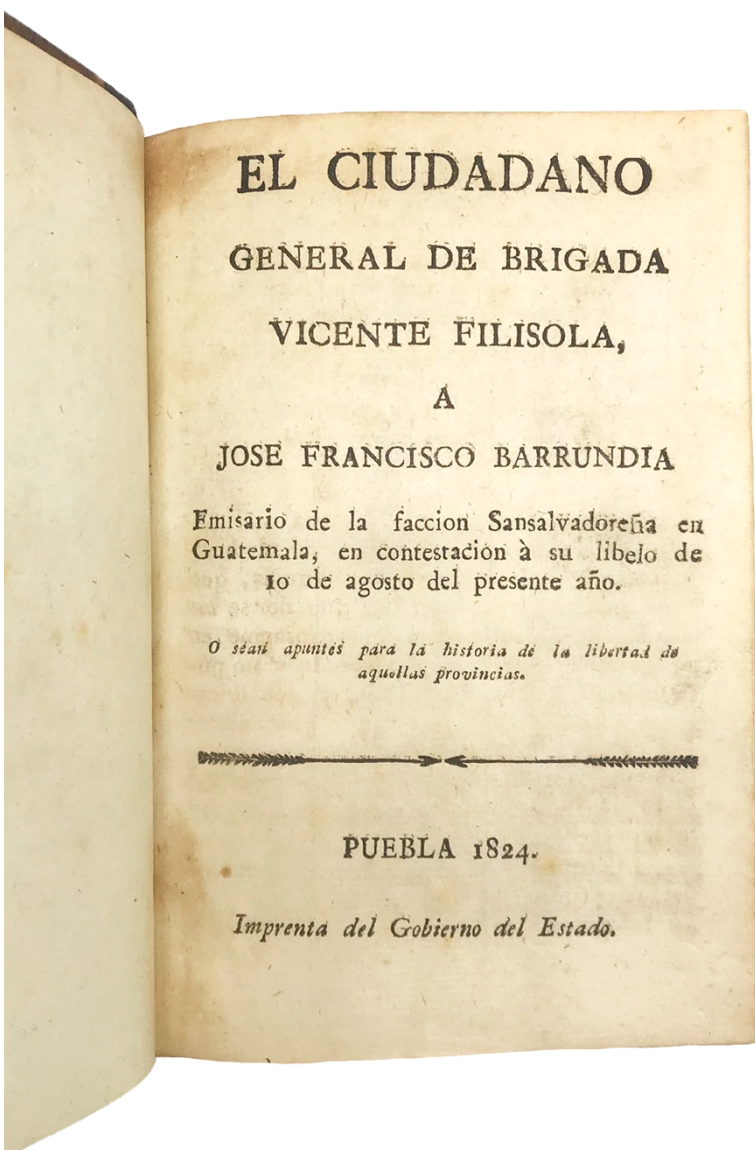 EL CIUDADANO
GENERAL DE BRIGADA
VICENTE FILISOLA,
A
JOSE FRANCISCO BARRUNDIA
Emisario de la faccion Sansalvadoreña en
Guatemala, en contestacion à su libelo de
10 de agosto del presente año.
O sean apuntes para la historia de la libertad de
aquellas provincias.
PUEBLA 1824.
Imprenta del Gobierno del Estado.